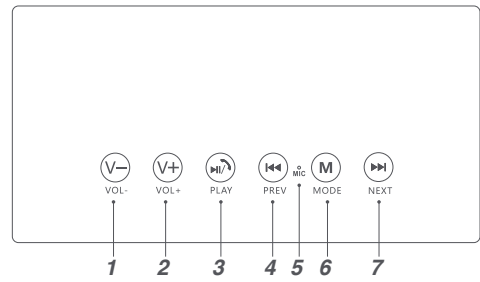 V– V+ ⏯/ ⏮ MIC M ⏭
VOL- VOL+ PLAY PREV MODE NEXT
1 2 3 4 5 6 7